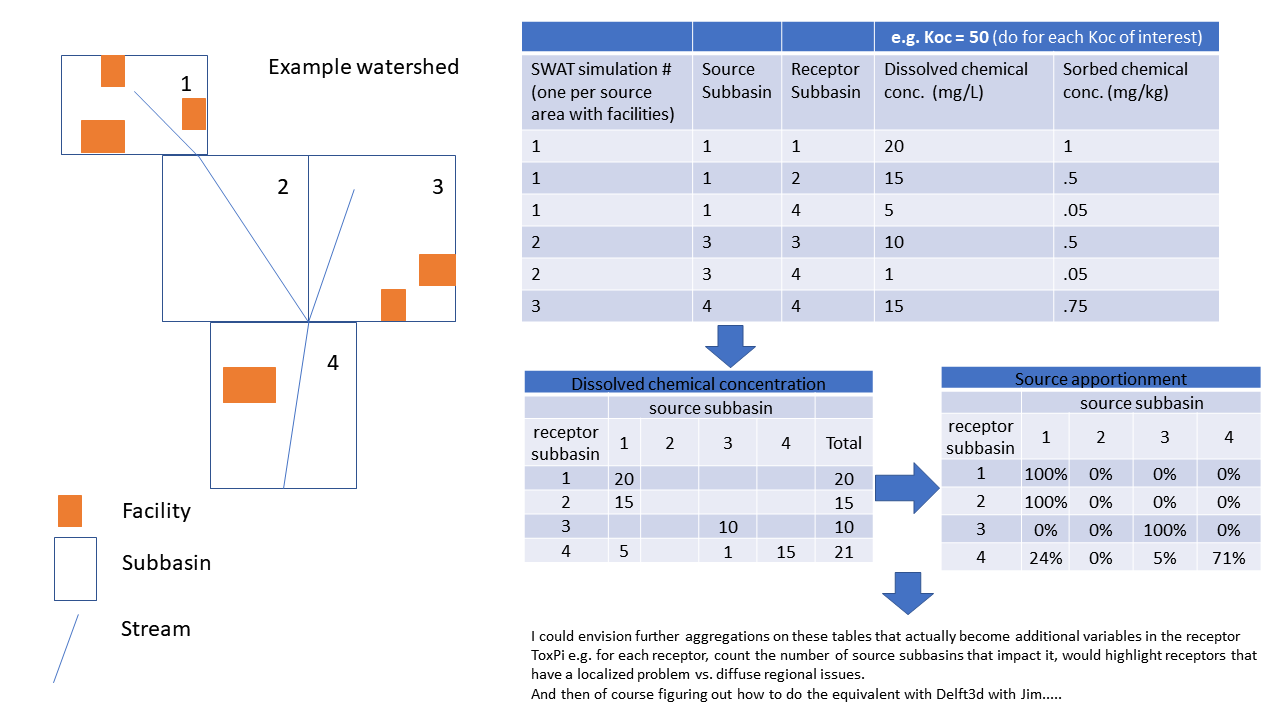 Example watershed
1
2
3
4
Facility
Subbasin
Stream
e.g. Koc = 50 (do for each Koc of interest)
SWAT simulation # (one per source area with facilities) Source Subbasin Receptor Subbasin Dissolved chemical conc. (mg/L) Sorbed chemical conc. (mg/kg)
1 1 1 20 1
1 1 2 15 .5
1 1 4 5 .05
2 3 3 10 .5
2 3 4 1 .05
3 4 4 15 .75
Dissolved chemical concentration
source subbasin
receptor subbasin 1 2 3 4 Total
1 20 20
2 15 15
3 10 10
4 5 1 15 21
Source apportionment
source subbasin
receptor subbasin 1 2 3 4
1 100% 0% 0% 0%
2 100% 0% 0% 0%
3 0% 0% 100% 0%
4 24% 0% 5% 71%
I could envision further aggregations on these tables that actually become additional variables in the receptor
ToxPi e.g. for each receptor, count the number of source subbasins that impact it, would highlight receptors that
have a localized problem vs. diffuse regional issues.
And then of course figuring out how to do the equivalent with Delft3d with Jim.....